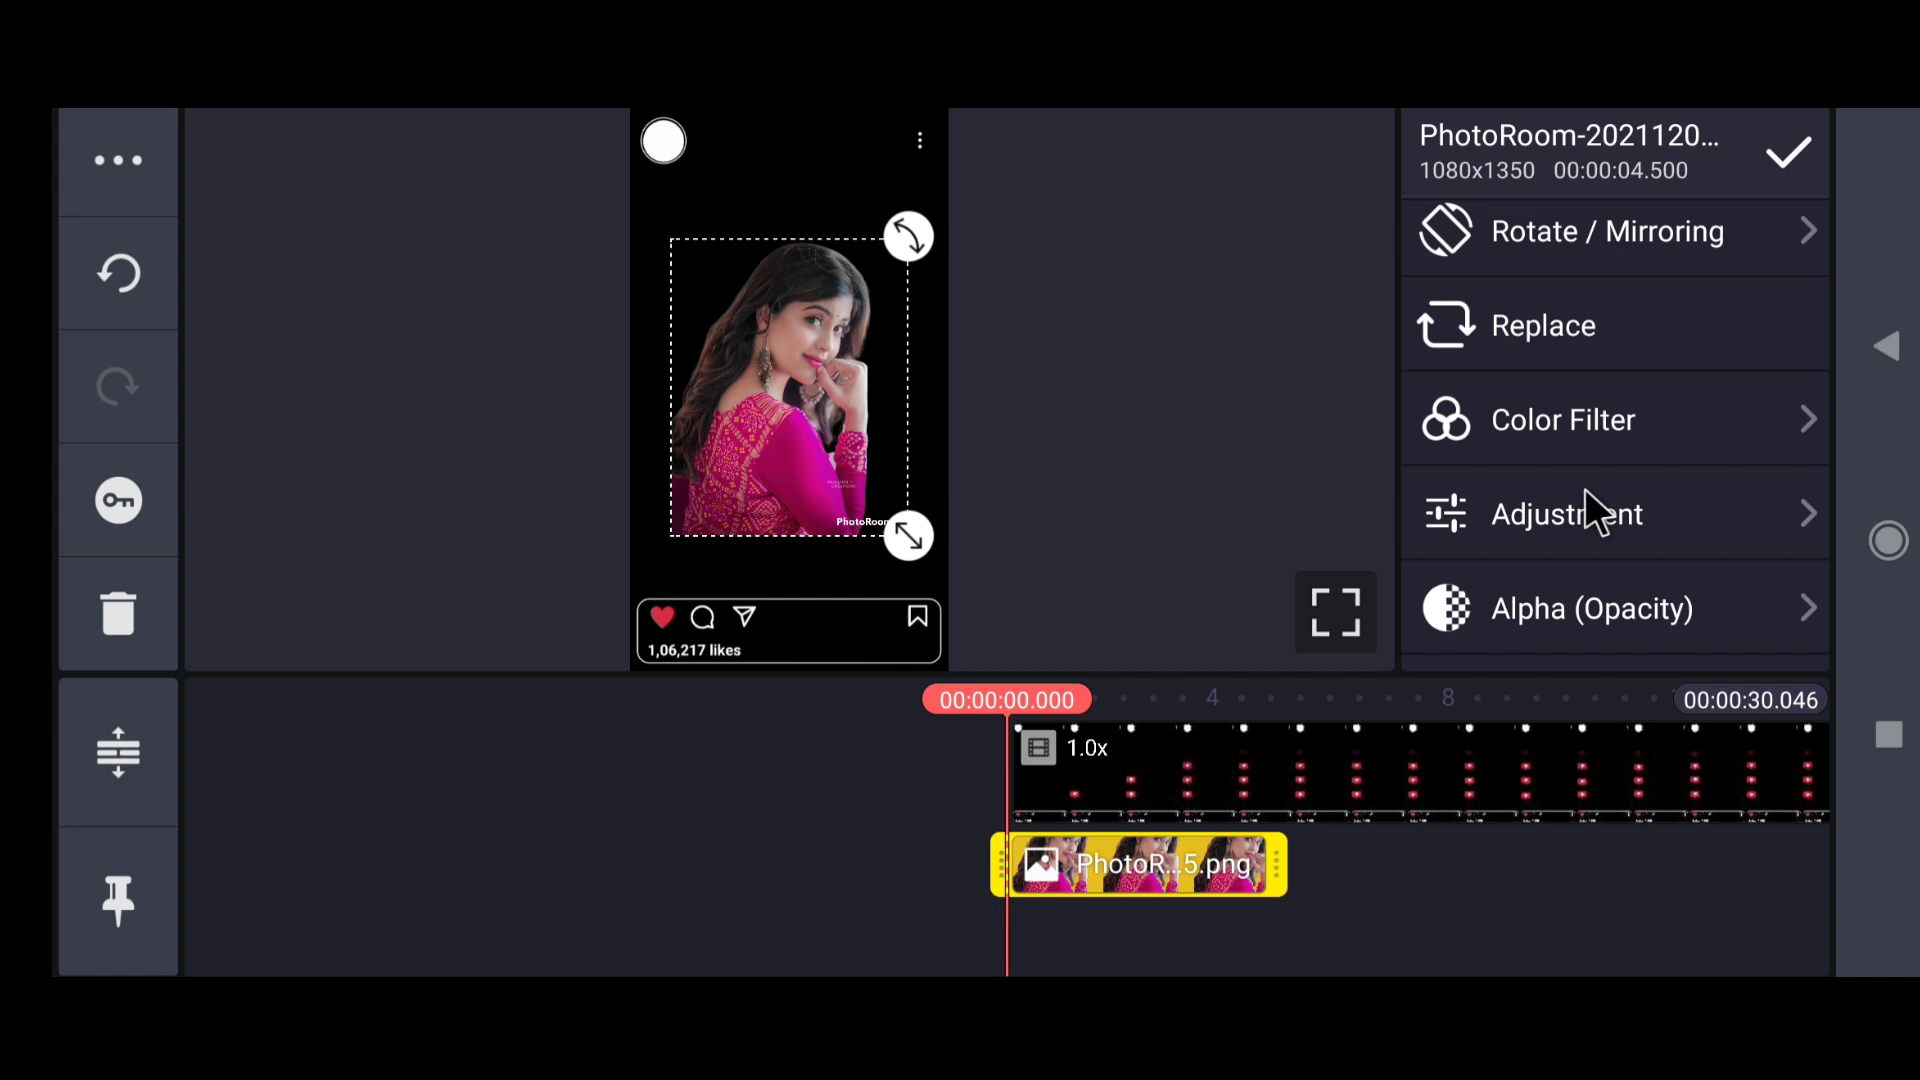 PhotoRoom-2021120...
1080x1350 00:00:04.500
Rotate / Mirroring
Replace
Color Filter
Adjustment
Alpha (Opacity)
PhotoRoom
1,06,217 likes
00:00:00.000
4
8
00:00:30.046
1.0x
PhotoR...5.png